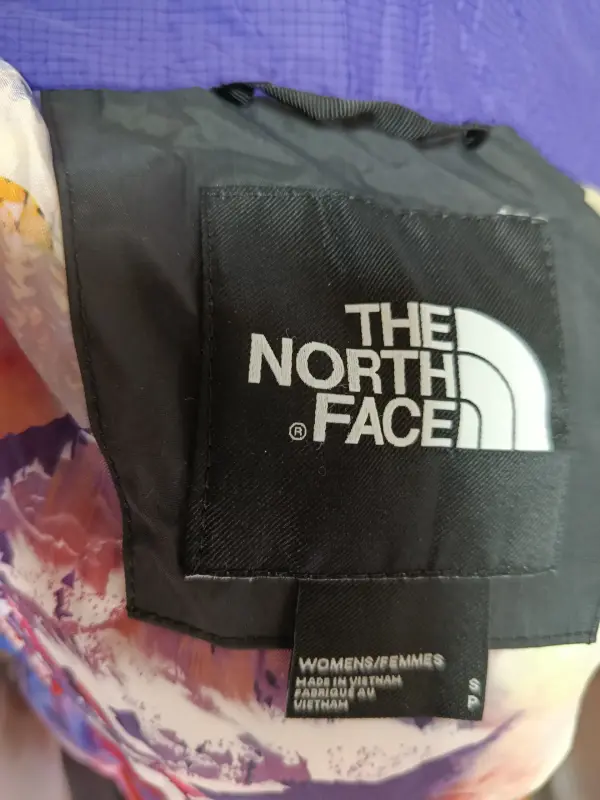 THE
NORTH
® FACE
WOMENS/FEMMES
MADE IN VIETNAM
FABRIQUE AU
VIETNAM
S
P